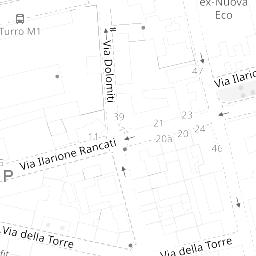 ex-Nuova
Eco
Turro M1
Via Dolomiti
47
Via Ilario
39
21
24
20
11
20a
46
Via Ilarione Rancati
P
Via della Torre
Via della Torre